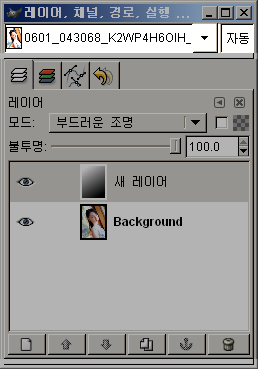 레이어, 채널, 경로, 실행 ...
0601_043068_K2WP4H6OIH_
자동
레이어
모드: 부드러운 조명
불투명: 100.0
새 레이어
Background